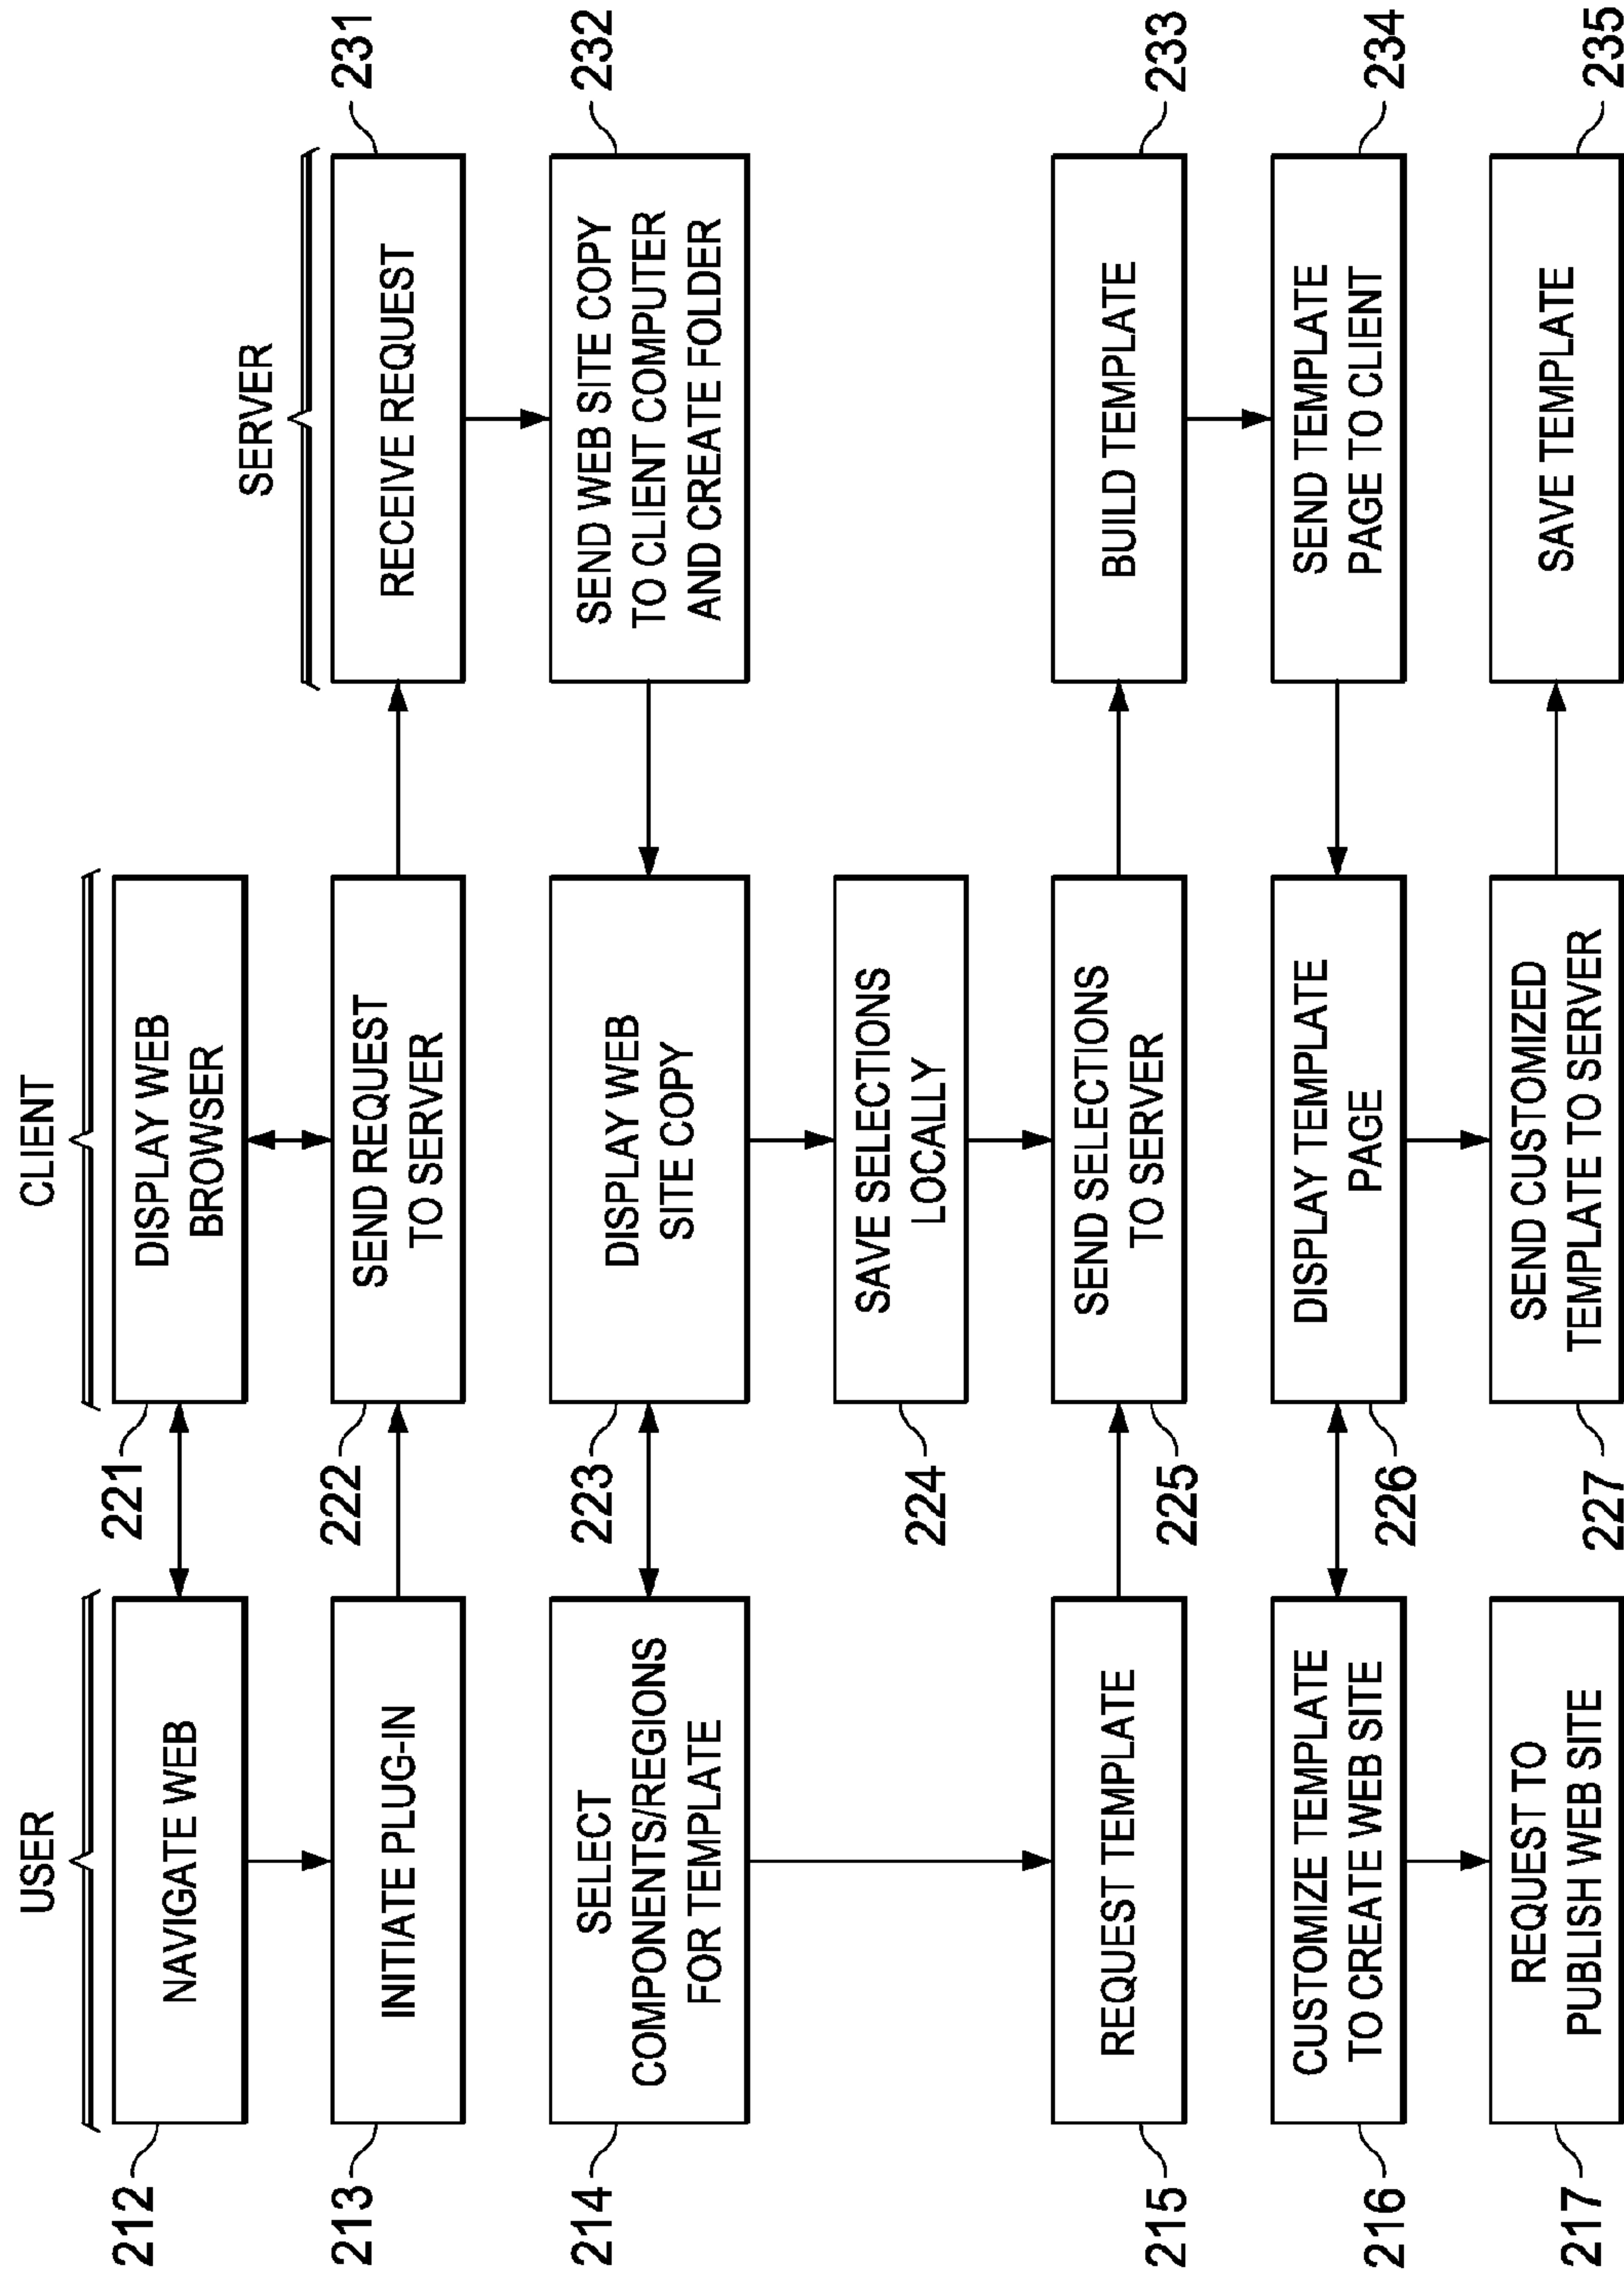 USER
CLIENT
SERVER
212
NAVIGATE WEB
221
DISPLAY WEB
BROWSER
213
INITIATE PLUG-IN
222
SEND REQUEST
TO SERVER
231
RECEIVE REQUEST
214
SELECT
COMPONENTS/REGIONS
FOR TEMPLATE
223
DISPLAY WEB
SITE COPY
232
SEND WEB SITE COPY
TO CLIENT COMPUTER
AND CREATE FOLDER
224
SAVE SELECTIONS
LOCALLY
215
REQUEST TEMPLATE
225
SEND SELECTIONS
TO SERVER
233
BUILD TEMPLATE
216
CUSTOMIZE TEMPLATE
TO CREATE WEB SITE
226
DISPLAY TEMPLATE
PAGE
234
SEND TEMPLATE
PAGE TO CLIENT
217
REQUEST TO
PUBLISH WEB SITE
227
SEND CUSTOMIZED
TEMPLATE TO SERVER
235
SAVE TEMPLATE